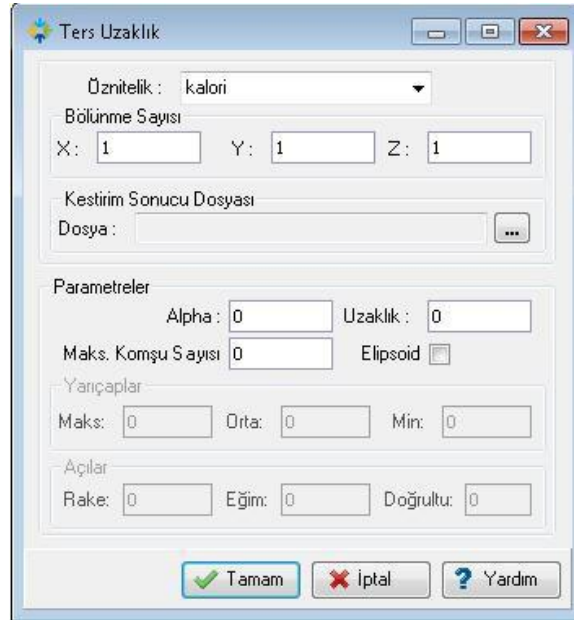 Ters Uzaklık
Öznitelik : kalori
Bölünme Sayısı
X : 1 Y : 1 Z : 1
Kestirim Sonucu Dosyası
Dosya : ...
Parametreler
Alpha : 0 Uzaklık : 0
Maks. Komşu Sayısı 0 Elipsoid
Yarıçaplar
Maks: 0 Orta: 0 Min: 0
Açılar
Rake: 0 Eğim: 0 Doğrultu: 0
Tamam İptal ? Yardım